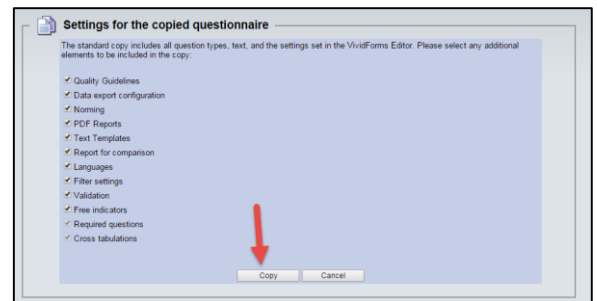 Settings for the copied questionnaire
The standard copy includes all question types, text, and the settings set in the VividForms Editor. Please select any additional
elements to be included in the copy:
Quality Guidelines
Data export configuration
Norming
PDF Reports
Text Templates
Report for comparison
Languages
Filter settings
Validation
Free indicators
Required questions
Cross tabulations
Copy Cancel